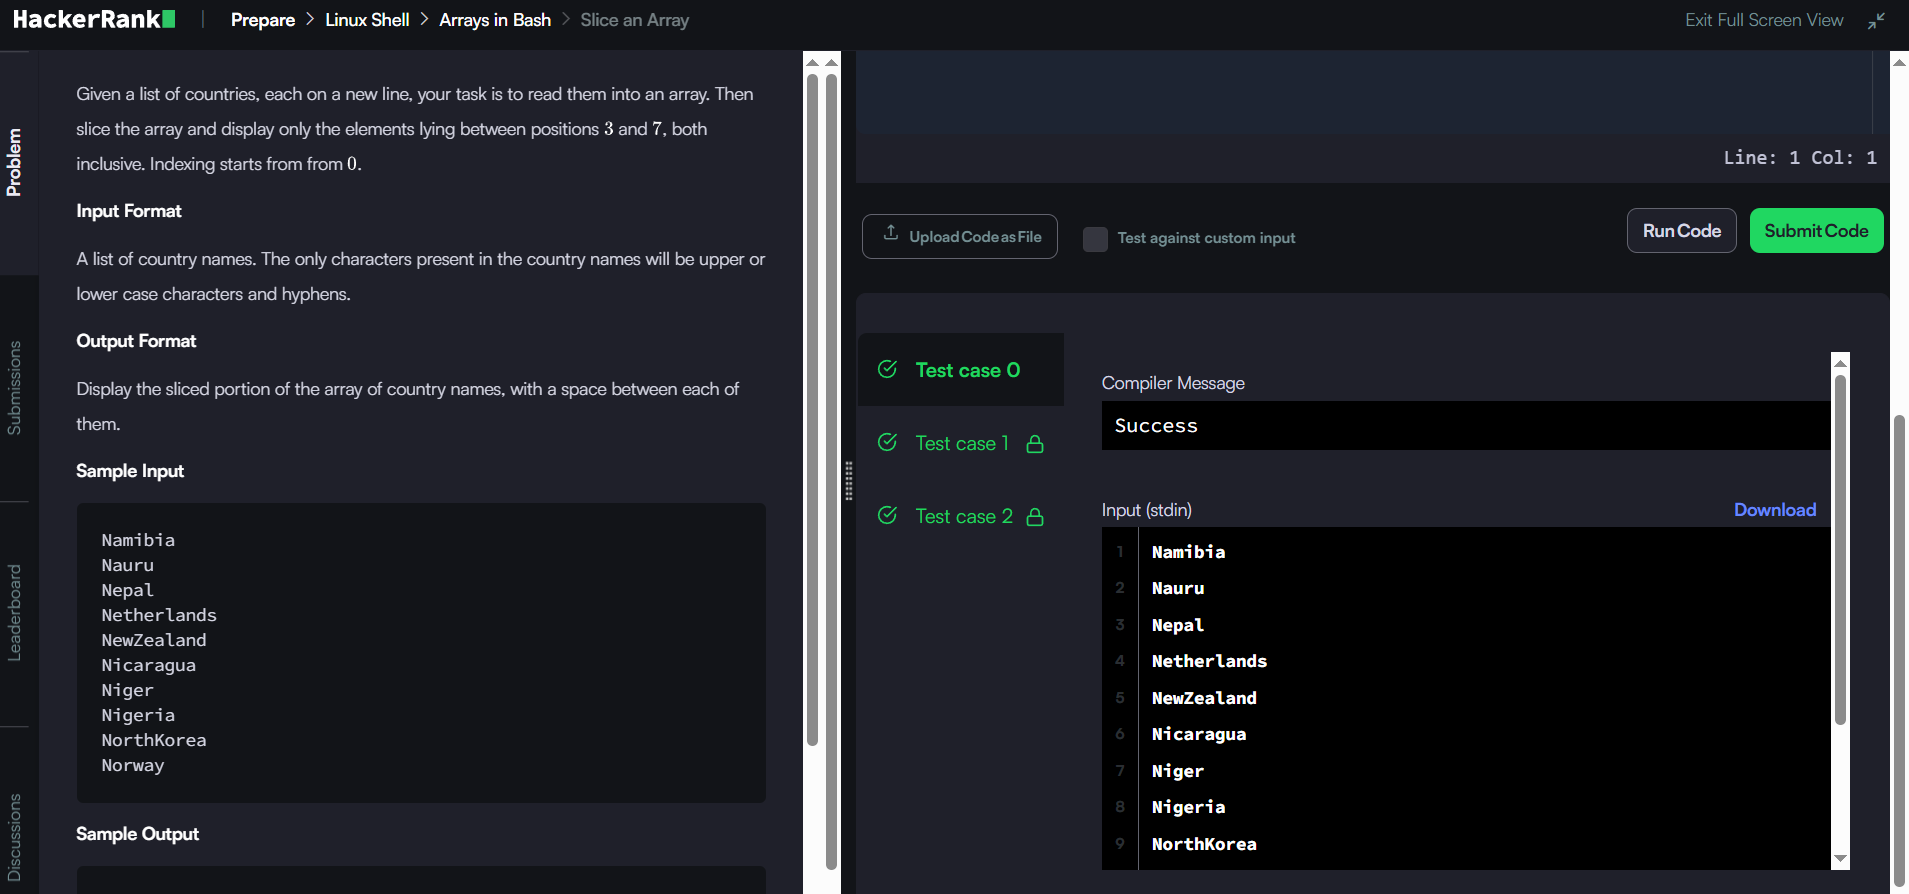 HackerRank | Prepare > Linux Shell > Arrays in Bash > Slice an Array
Exit Full Screen View
Problem
Submissions
Leaderboard
Discussions
Given a list of countries, each on a new line, your task is to read them into an array. Then
slice the array and display only the elements lying between positions 3 and 7, both
inclusive. Indexing starts from from 0.
Input Format
A list of country names. The only characters present in the country names will be upper or
lower case characters and hyphens.
Output Format
Display the sliced portion of the array of country names, with a space between each of
them.
Sample Input
Namibia
Nauru
Nepal
Netherlands
NewZealand
Nicaragua
Niger
Nigeria
NorthKorea
Norway
Sample Output
Line: 1 Col: 1
Upload Code as File
Test against custom input
Run Code
Submit Code
Test case 0
Test case 1
Test case 2
Compiler Message
Success
Input (stdin)
Download
1 Namibia
2 Nauru
3 Nepal
4 Netherlands
5 NewZealand
6 Nicaragua
7 Niger
8 Nigeria
9 NorthKorea